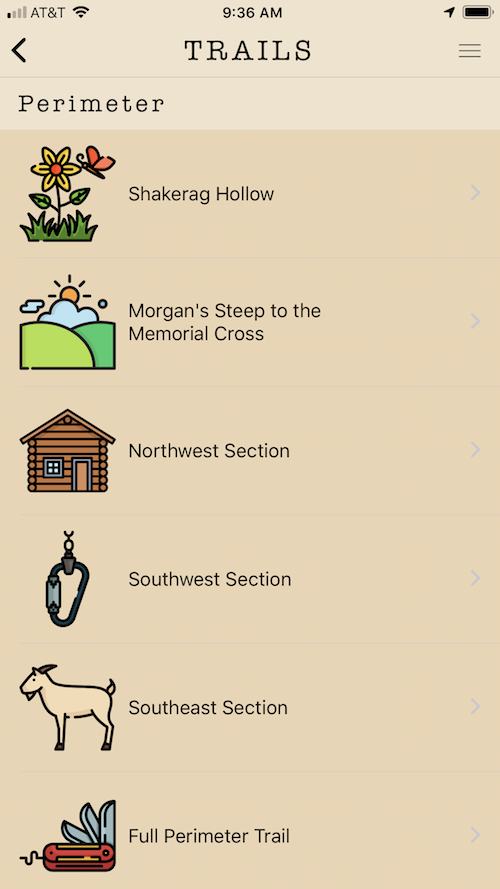 AT&T 9:36 AM
TRAILS
Perimeter
Shakerag Hollow
Morgan's Steep to the
Memorial Cross
Northwest Section
Southwest Section
Southeast Section
Full Perimeter Trail